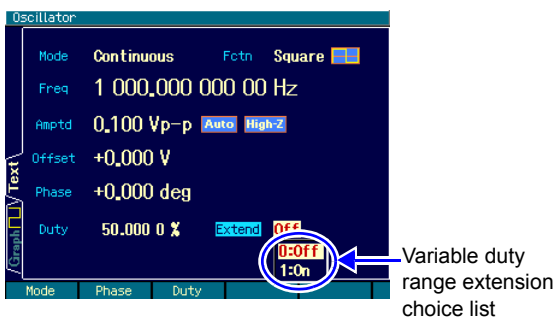 Oscillator
Mode Continuous Fctn Square
Freq 1 000.000 000 00 Hz
Amptd 0.100 Vp-p Auto High-Z
Offset +0.000 V
Phase +0.000 deg
Duty 50.000 0 % Extend Off
0:Off
1:On
Text
Graph
Mode Phase Duty
Variable duty
range extension
choice list